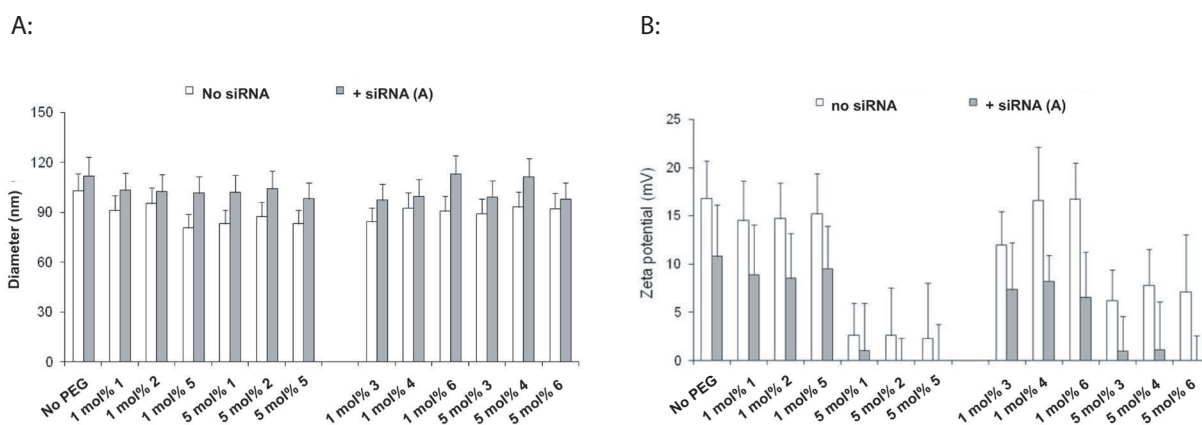 A:
No siRNA + siRNA (A)
150
120
90
60
30
0
Diameter (nm)
No PEG
1 mol% 1
1 mol% 2
1 mol% 5
5 mol% 1
5 mol% 2
5 mol% 5
1 mol% 3
1 mol% 4
1 mol% 6
5 mol% 3
5 mol% 4
5 mol% 6
B:
no siRNA + siRNA (A)
25
20
15
10
5
0
Zeta potential (mV)
No PEG
1 mol% 1
1 mol% 2
1 mol% 5
5 mol% 1
5 mol% 2
5 mol% 5
1 mol% 3
1 mol% 4
1 mol% 6
5 mol% 3
5 mol% 4
5 mol% 6